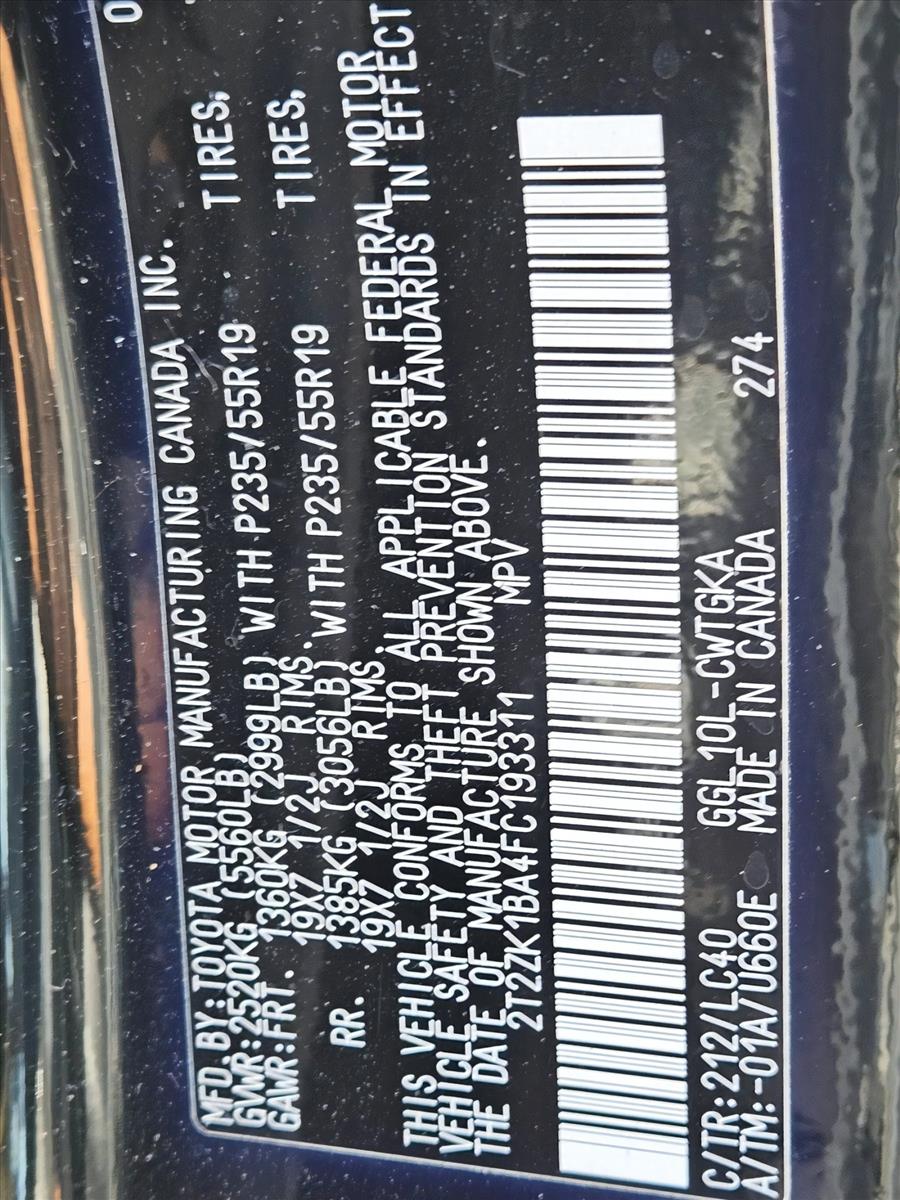 0
MFD.BY:TOYOTA MOTOR MANUFACTURING CANADA INC.
GVWR:2520KG (5560LB)
GAWR:FRT. 1360KG (2999LB) WITH P235/55R19 TIRES,
19X7 1/2J RIMS.
RR. 1385KG (3056LB) WITH P235/55R19 TIRES,
19X7 1/2J RIMS
THIS VEHICLE CONFORMS TO ALL APPLICABLE FEDERAL MOTOR
VEHICLE SAFETY AND THEFT PREVENTION STANDARDS IN EFFECT
THE DATE OF MANUFACTURE SHOWN ABOVE.
2T2ZK1BA4FC193311 MPV
C/TR:212/LC40 GGL10L-CWTGKA
A/TM:-01A/U660E MADE IN CANADA 274